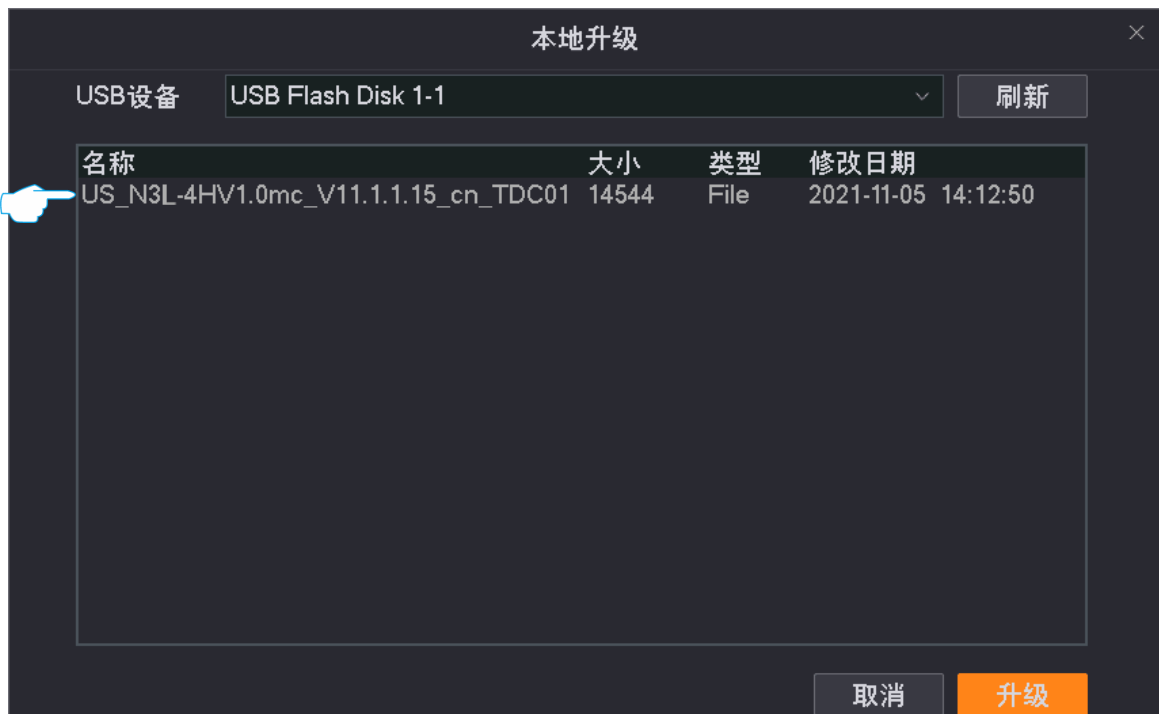 本地升级
USB设备 USB Flash Disk 1-1 刷新
名称 大小 类型 修改日期
US_N3L-4HV1.0mc_V11.1.1.15_cn_TDC01 14544 File 2021-11-05 14:12:50
取消 升级